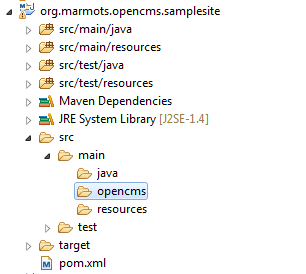 org.marmots.opencms.samplesite
src/main/java
src/main/resources
src/test/java
src/test/resources
Maven Dependencies
JRE System Library [J2SE-1.4]
src
main
java
opencms
resources
test
target
pom.xml